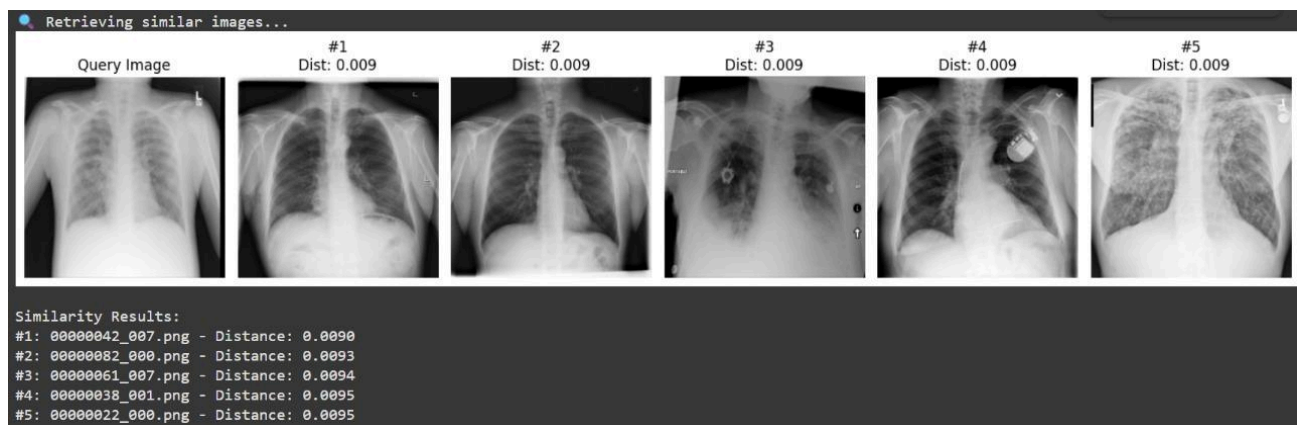 🔍 Retrieving similar images...
Query Image
#1
Dist: 0.009
#2
Dist: 0.009
#3
Dist: 0.009
#4
Dist: 0.009
#5
Dist: 0.009
L
Similarity Results:
#1: 00000042_007.png - Distance: 0.0090
#2: 00000082_000.png - Distance: 0.0093
#3: 00000061_007.png - Distance: 0.0094
#4: 00000038_001.png - Distance: 0.0095
#5: 00000022_000.png - Distance: 0.0095